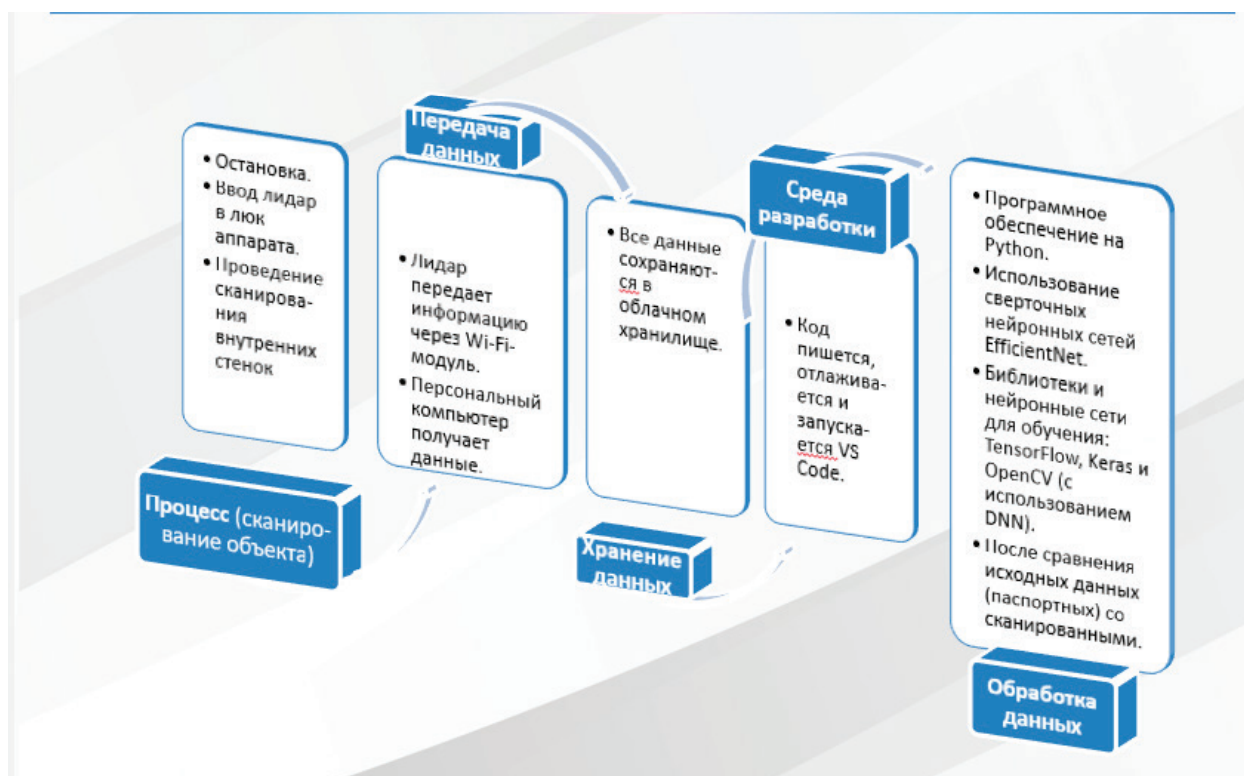 • Остановка.
• Ввод лидар
в люк
аппарата.
• Проведение
сканирова-
ния
внутренних
стенок
Процесс (сканиро-
вание объекта)
Передача
данных
• Лидар
передает
информацию
через Wi-Fi-
модуль.
• Персональный
компьютер
получает
данные.
• Все данные
сохраняют-
ся в
облачном
хранилище.
Хранение
данных
Среда
разработки
• Код
пишется,
отлажива-
ется и
запуска-
ется VS
Code.
• Программное
обеспечение на
Python.
• Использование
сверточных
нейронных сетей
EfficientNet.
• Библиотеки и
нейронные сети
для обучения:
TensorFlow, Keras и
OpenCV (с
использованием
DNN).
• После сравнения
исходных данных
(паспортных) со
сканированными.
Обработка
данных